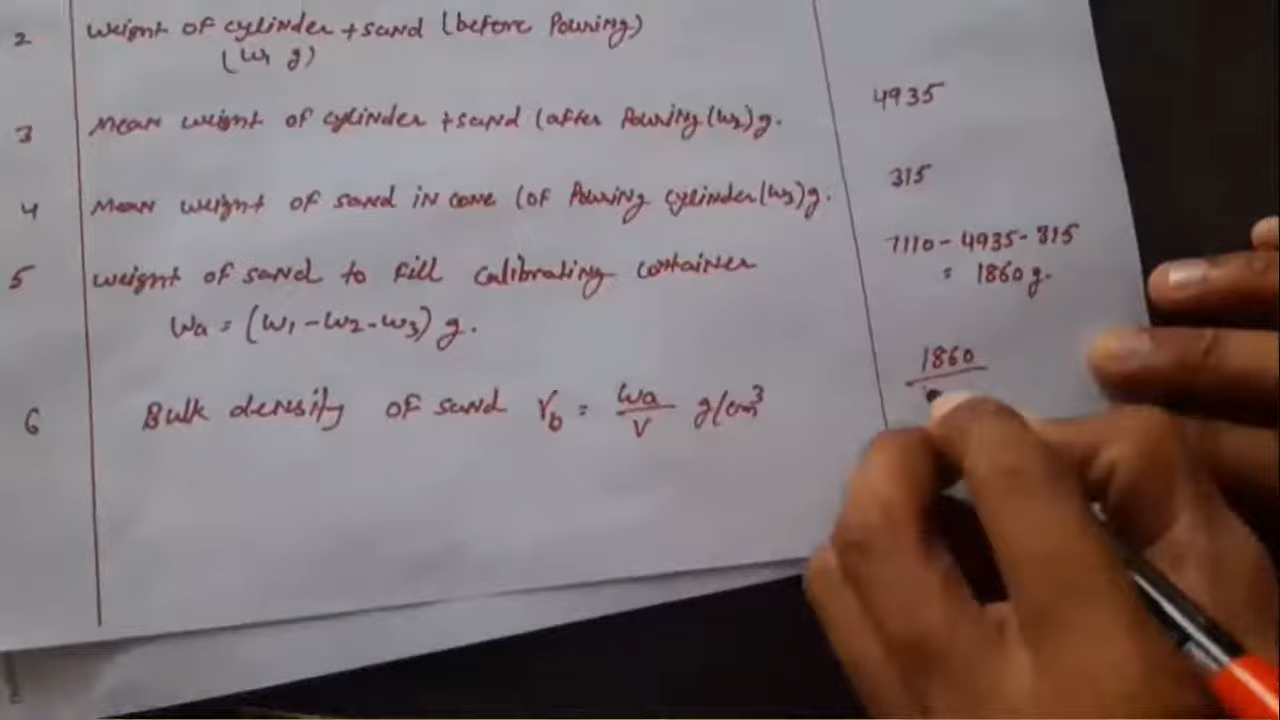 2 Weight of cylinder + sand (before Pouring)
(W1 g)
3 Mean weight of cylinder + sand (after Pouring (W2) g. 4935
4 Mean weight of sand in cone (of Pouring cylinder (W3) g. 315
5 Weight of sand to fill Calibrating container 7110 - 4935 - 315
= 1860 g.
Wa = (W1 - W2 - W3) g.
6 Bulk density of sand γb = Wa/V g/cm³ 1860